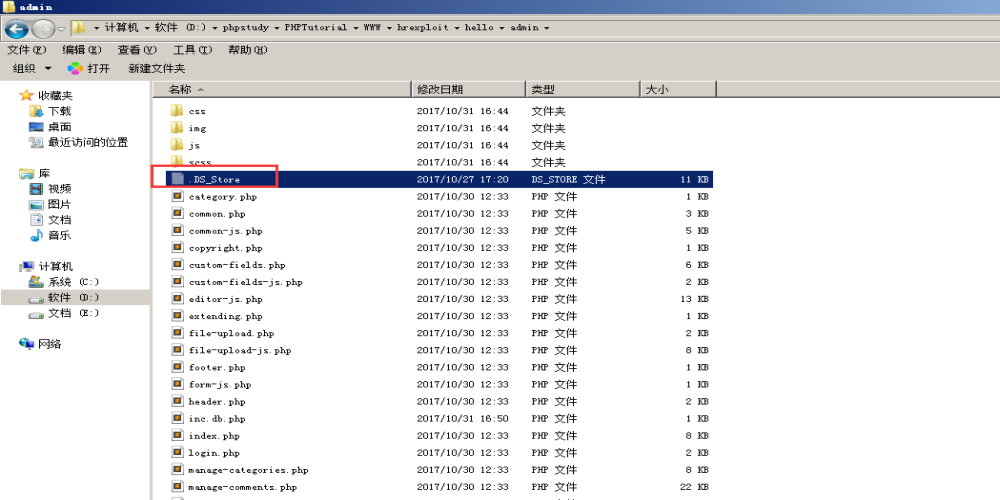 admin
计算机 软件 (D:) phpstudy PHPTutorial WWW hrexploit hello admin
文件(F) 编辑(E) 查看(V) 工具(T) 帮助(H)
组织 打开 新建文件夹
收藏夹
下载
桌面
最近访问的位置
库
视频
图片
文档
音乐
计算机
系统 (C:)
软件 (D:)
文档 (E:)
网络
名称 修改日期 类型 大小
css 2017/10/31 16:44 文件夹
img 2017/10/31 16:44 文件夹
js 2017/10/31 16:44 文件夹
scss 2017/10/31 16:44 文件夹
.DS_Store 2017/10/27 17:20 DS_STORE 文件 11 KB
category.php 2017/10/30 12:33 PHP 文件 1 KB
common.php 2017/10/30 12:33 PHP 文件 3 KB
common-js.php 2017/10/30 12:33 PHP 文件 5 KB
copyright.php 2017/10/30 12:33 PHP 文件 1 KB
custom-fields.php 2017/10/30 12:33 PHP 文件 6 KB
custom-fields-js.php 2017/10/30 12:33 PHP 文件 2 KB
editor-js.php 2017/10/30 12:33 PHP 文件 13 KB
extending.php 2017/10/30 12:33 PHP 文件 1 KB
file-upload.php 2017/10/30 12:33 PHP 文件 2 KB
file-upload-js.php 2017/10/30 12:33 PHP 文件 8 KB
footer.php 2017/10/30 12:33 PHP 文件 1 KB
form-js.php 2017/10/30 12:33 PHP 文件 1 KB
header.php 2017/10/30 12:33 PHP 文件 2 KB
inc.db.php 2017/10/31 16:50 PHP 文件 1 KB
index.php 2017/10/30 12:33 PHP 文件 8 KB
login.php 2017/10/30 12:33 PHP 文件 2 KB
manage-categories.php 2017/10/30 12:33 PHP 文件 8 KB
manage-comments.php 2017/10/30 12:33 PHP 文件 22 KB